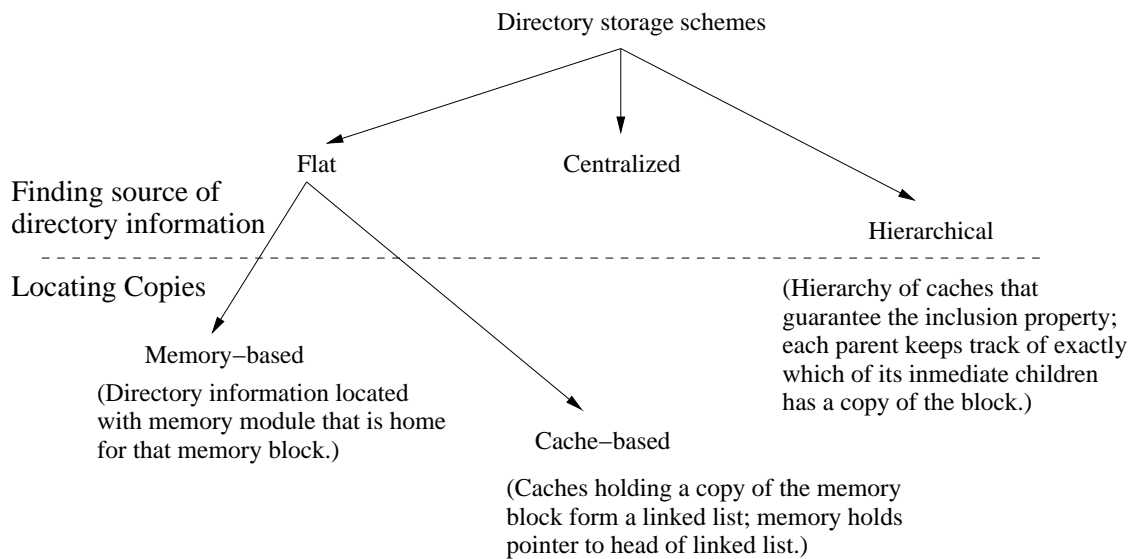 Directory storage schemes
Flat
Centralized
Finding source of
directory information
Hierarchical
Locating Copies
(Hierarchy of caches that
guarantee the inclusion property;
each parent keeps track of exactly
which of its inmediate children
has a copy of the block.)
Memory−based
(Directory information located
with memory module that is home
for that memory block.)
Cache−based
(Caches holding a copy of the memory
block form a linked list; memory holds
pointer to head of linked list.)